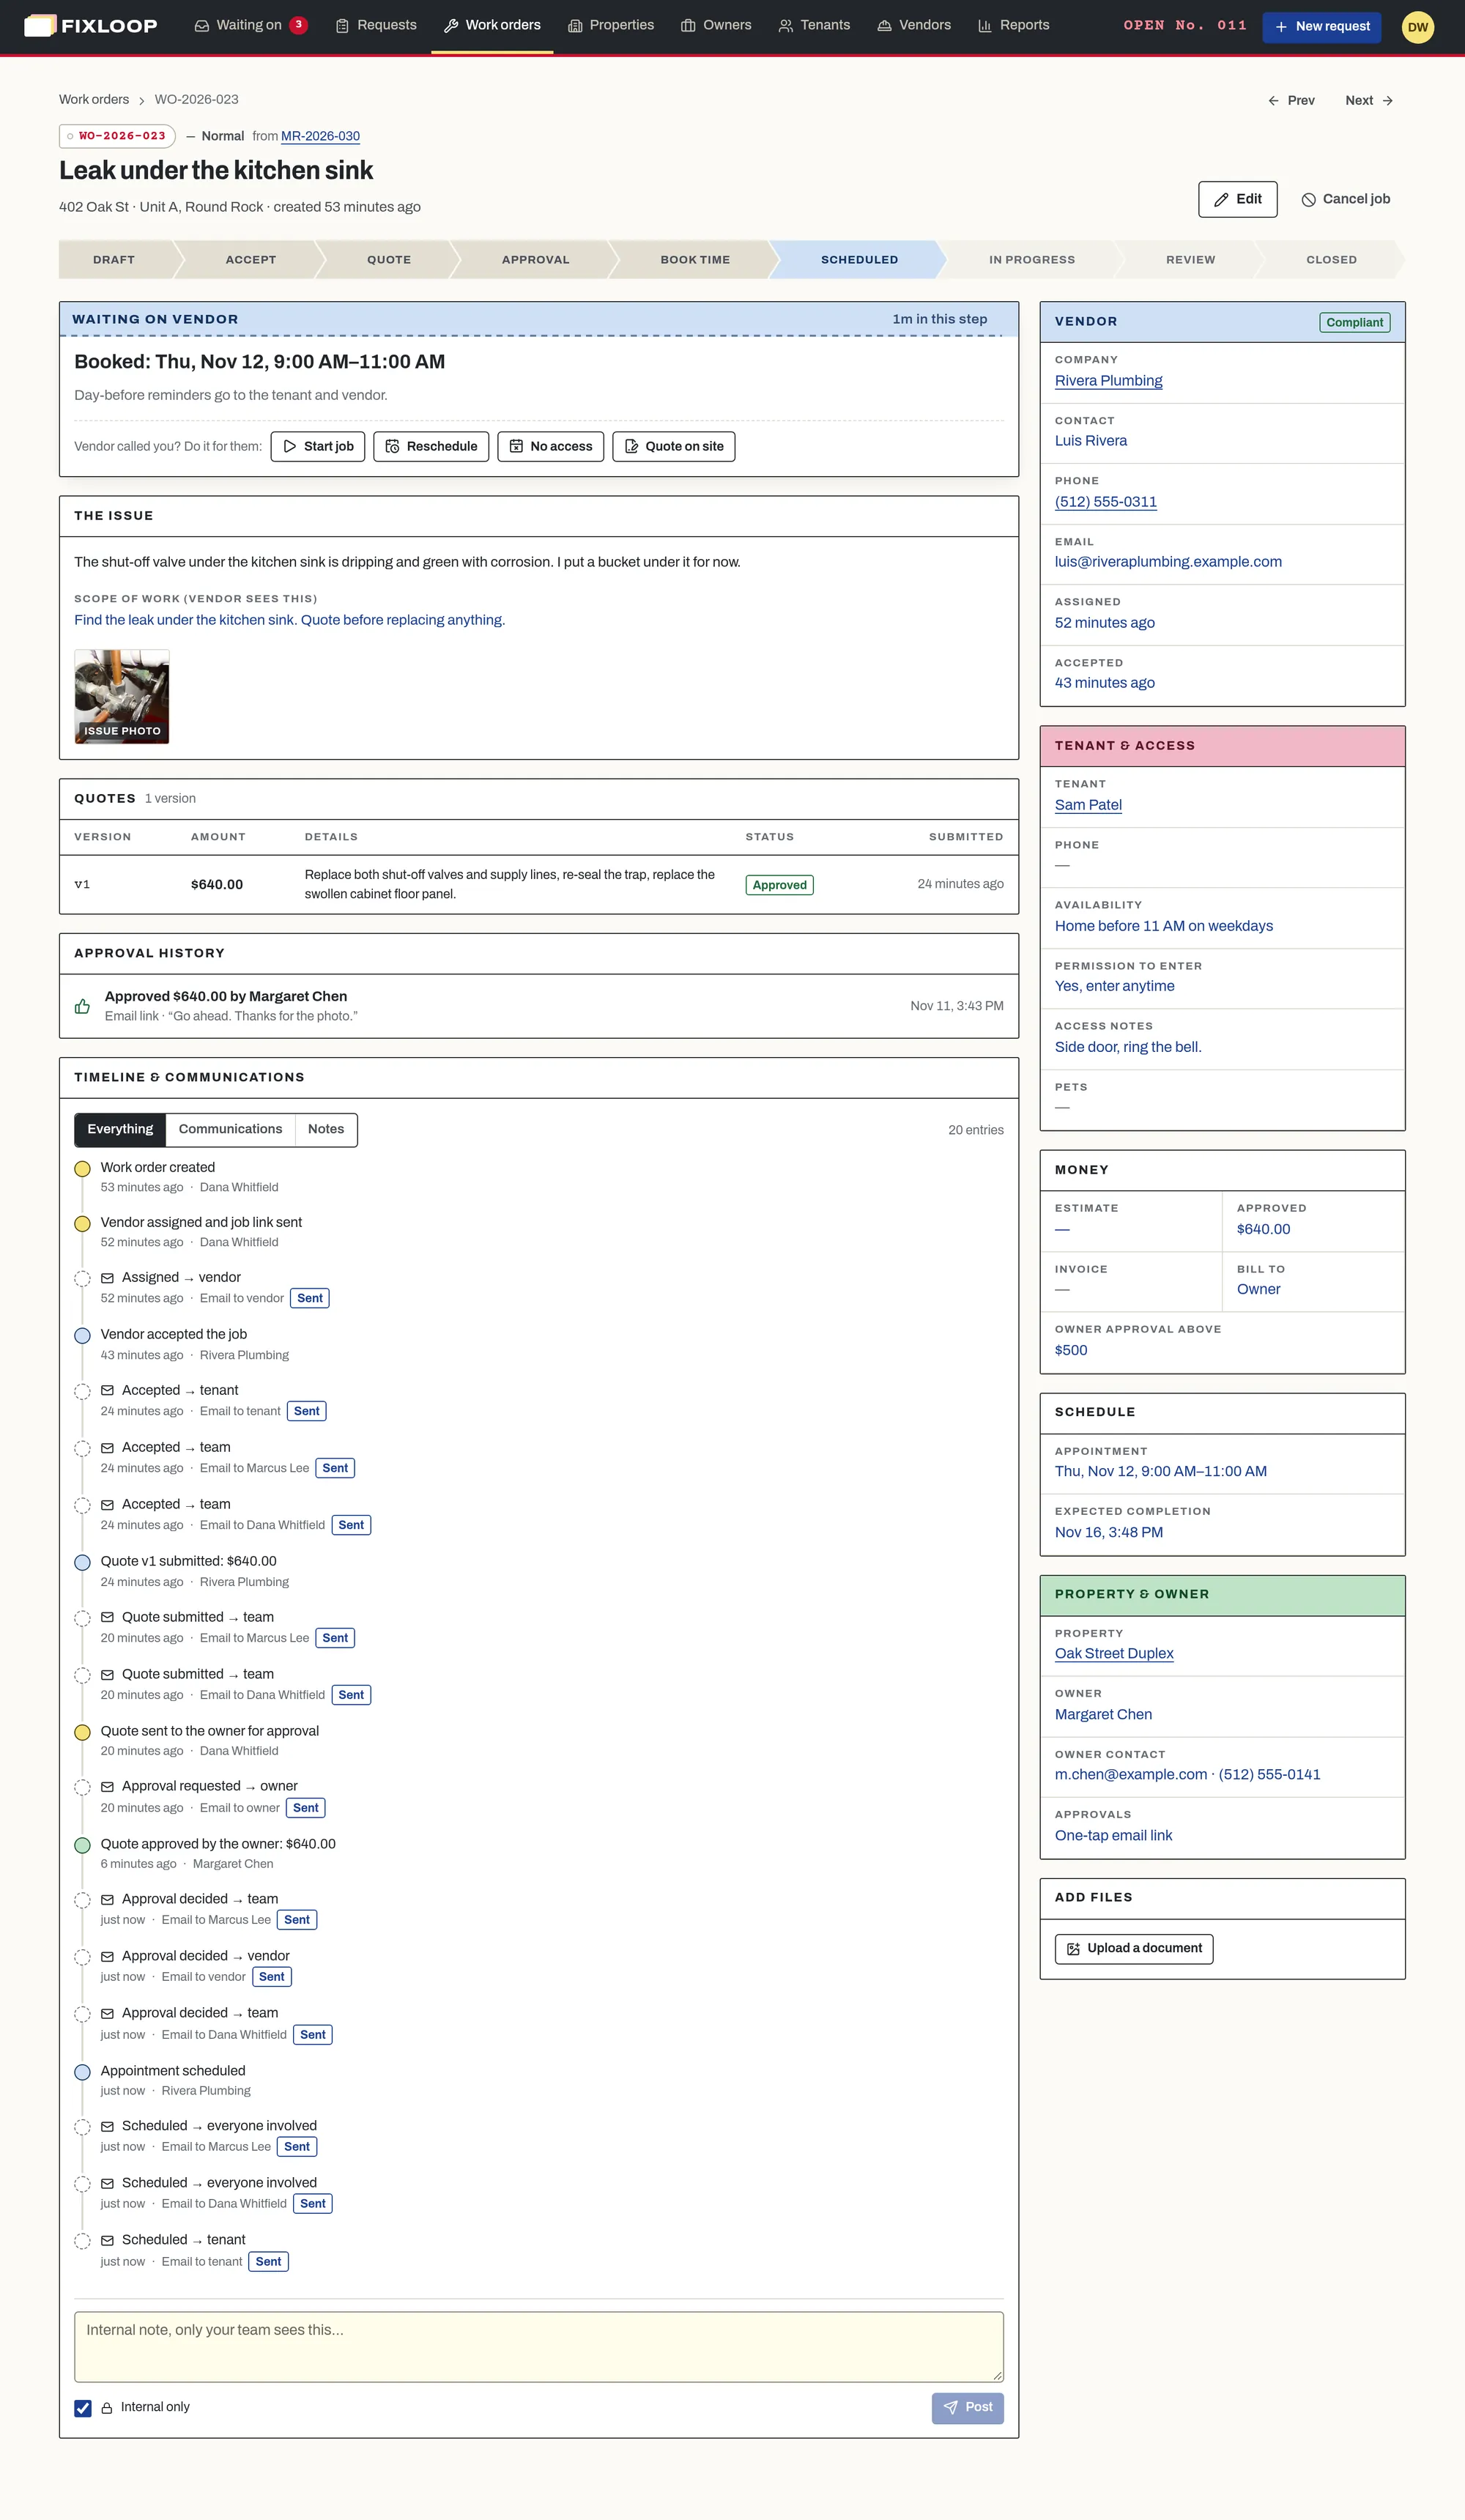 FIXLOOP
Waiting on 3
Requests
Work orders
Properties
Owners
Tenants
Vendors
Reports
OPEN No. 011
New request
DW
Work orders > WO-2026-023
Prev
Next
WO-2026-023 — Normal from MR-2026-030
Leak under the kitchen sink
402 Oak St · Unit A, Round Rock · created 53 minutes ago
Edit
Cancel job
DRAFT
ACCEPT
QUOTE
APPROVAL
BOOK TIME
SCHEDULED
IN PROGRESS
REVIEW
CLOSED
WAITING ON VENDOR
1m in this step
Booked: Thu, Nov 12, 9:00 AM–11:00 AM
Day-before reminders go to the tenant and vendor.
Vendor called you? Do it for them:
Start job
Reschedule
No access
Quote on site
THE ISSUE
The shut-off valve under the kitchen sink is dripping and green with corrosion. I put a bucket under it for now.
SCOPE OF WORK (VENDOR SEES THIS)
Find the leak under the kitchen sink. Quote before replacing anything.
ISSUE PHOTO
QUOTES 1 version
VERSION AMOUNT DETAILS STATUS SUBMITTED
v1 $640.00 Replace both shut-off valves and supply lines, re-seal the trap, replace the
swollen cabinet floor panel.
Approved
24 minutes ago
APPROVAL HISTORY
Approved $640.00 by Margaret Chen
Email link · “Go ahead. Thanks for the photo.”
Nov 11, 3:43 PM
TIMELINE & COMMUNICATIONS
Everything
Communications
Notes
20 entries
Work order created
53 minutes ago · Dana Whitfield
Vendor assigned and job link sent
52 minutes ago · Dana Whitfield
Assigned → vendor
52 minutes ago · Email to vendor Sent
Vendor accepted the job
43 minutes ago · Rivera Plumbing
Accepted → tenant
24 minutes ago · Email to tenant Sent
Accepted → team
24 minutes ago · Email to Marcus Lee Sent
Accepted → team
24 minutes ago · Email to Dana Whitfield Sent
Quote v1 submitted: $640.00
24 minutes ago · Rivera Plumbing
Quote submitted → team
20 minutes ago · Email to Marcus Lee Sent
Quote submitted → team
20 minutes ago · Email to Dana Whitfield Sent
Quote sent to the owner for approval
20 minutes ago · Dana Whitfield
Approval requested → owner
20 minutes ago · Email to owner Sent
Quote approved by the owner: $640.00
6 minutes ago · Margaret Chen
Approval decided → team
just now · Email to Marcus Lee Sent
Approval decided → vendor
just now · Email to vendor Sent
Approval decided → team
just now · Email to Dana Whitfield Sent
Appointment scheduled
just now · Rivera Plumbing
Scheduled → everyone involved
just now · Email to Marcus Lee Sent
Scheduled → everyone involved
just now · Email to Dana Whitfield Sent
Scheduled → tenant
just now · Email to tenant Sent
Internal note, only your team sees this...
Internal only
Post
VENDOR
Compliant
COMPANY
Rivera Plumbing
CONTACT
Luis Rivera
PHONE
(512) 555-0311
EMAIL
luis@riveraplumbing.example.com
ASSIGNED
52 minutes ago
ACCEPTED
43 minutes ago
TENANT & ACCESS
TENANT
Sam Patel
PHONE
—
AVAILABILITY
Home before 11 AM on weekdays
PERMISSION TO ENTER
Yes, enter anytime
ACCESS NOTES
Side door, ring the bell.
PETS
—
MONEY
ESTIMATE
—
APPROVED
$640.00
INVOICE
—
BILL TO
Owner
OWNER APPROVAL ABOVE
$500
SCHEDULE
APPOINTMENT
Thu, Nov 12, 9:00 AM–11:00 AM
EXPECTED COMPLETION
Nov 16, 3:48 PM
PROPERTY & OWNER
PROPERTY
Oak Street Duplex
OWNER
Margaret Chen
OWNER CONTACT
m.chen@example.com · (512) 555-0141
APPROVALS
One-tap email link
ADD FILES
Upload a document